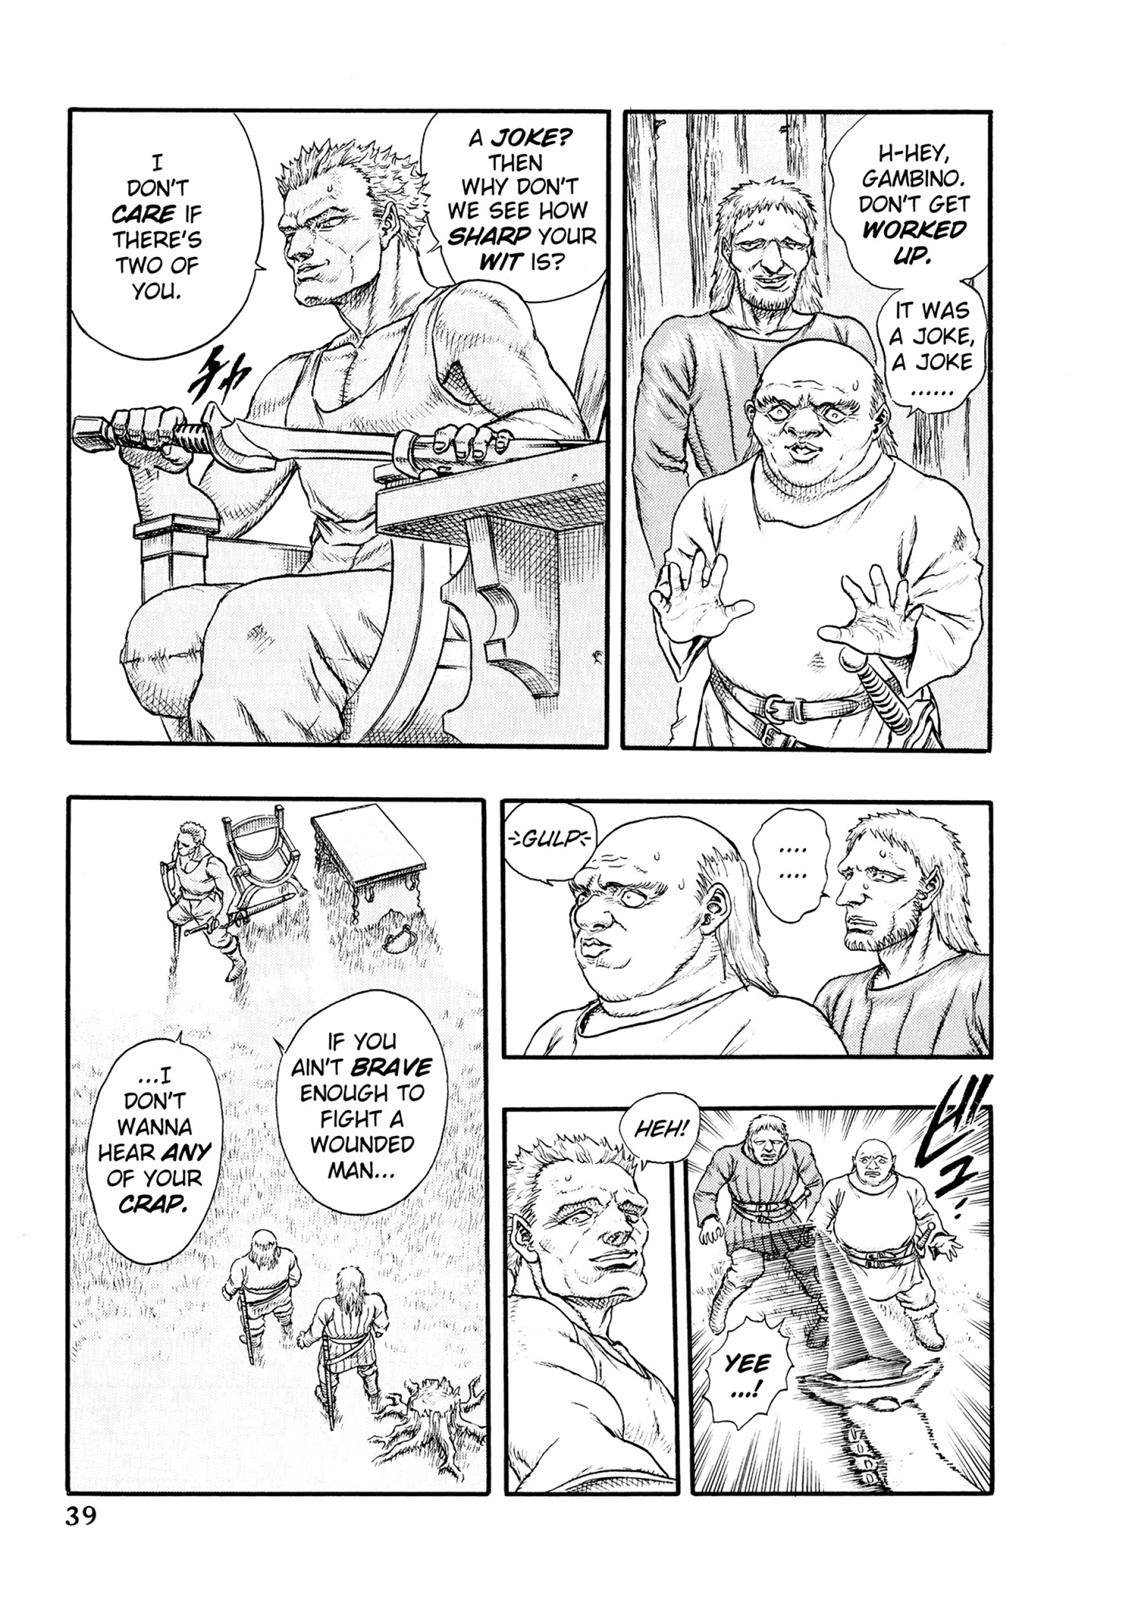 H-HEY,
GAMBINO.
DON'T GET
WORKED
UP.
IT WAS
A JOKE,
A JOKE
......
A JOKE?
THEN
WHY DON'T
WE SEE HOW
SHARP YOUR
WIT IS?
I
DON'T
CARE IF
THERE'S
TWO OF
YOU.
チャ
....
....
GULP
YEE
...!
HEH!
IF YOU
AIN'T BRAVE
ENOUGH TO
FIGHT A
WOUNDED
MAN...
...I
DON'T
WANNA
HEAR ANY
OF YOUR
CRAP.
39